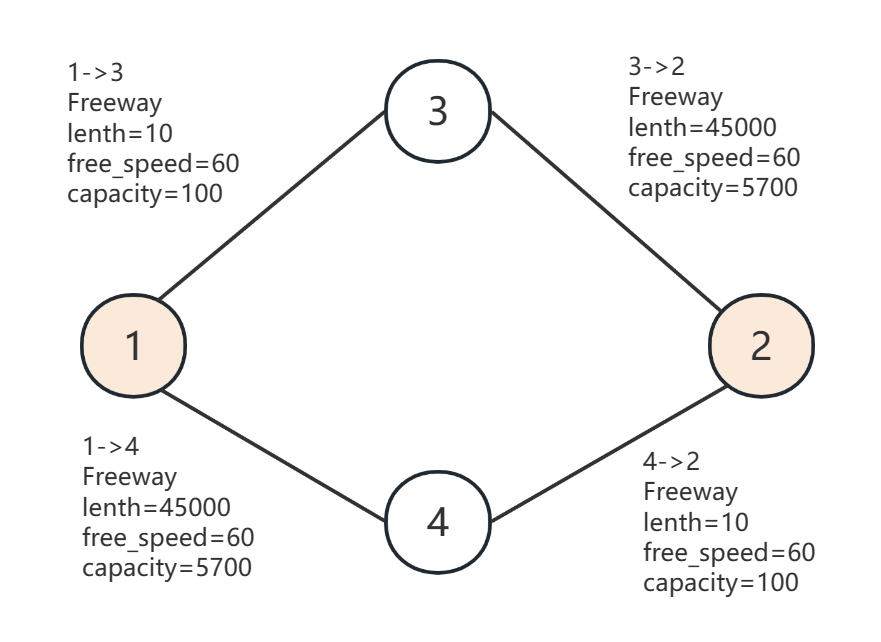 1->3
Freeway
lenth=10
free_speed=60
capacity=100
3
3->2
Freeway
lenth=45000
free_speed=60
capacity=5700
1
2
1->4
Freeway
lenth=45000
free_speed=60
capacity=5700
4
4->2
Freeway
lenth=10
free_speed=60
capacity=100